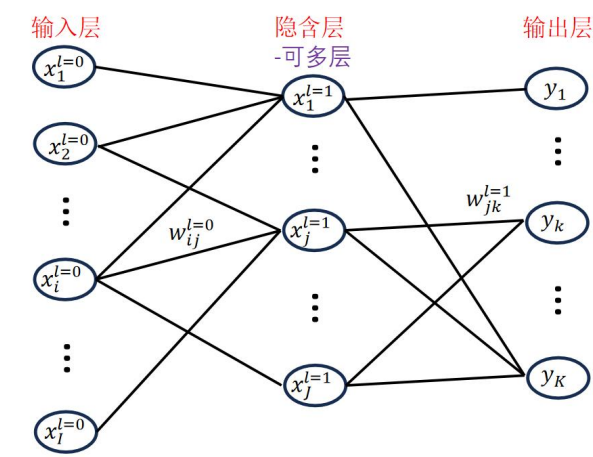 输入层
隐含层
-可多层
输出层
x_1^{l=0}
x_2^{l=0}
x_i^{l=0}
x_I^{l=0}
w_{ij}^{l=0}
x_1^{l=1}
x_j^{l=1}
x_J^{l=1}
w_{jk}^{l=1}
y_1
y_k
y_K